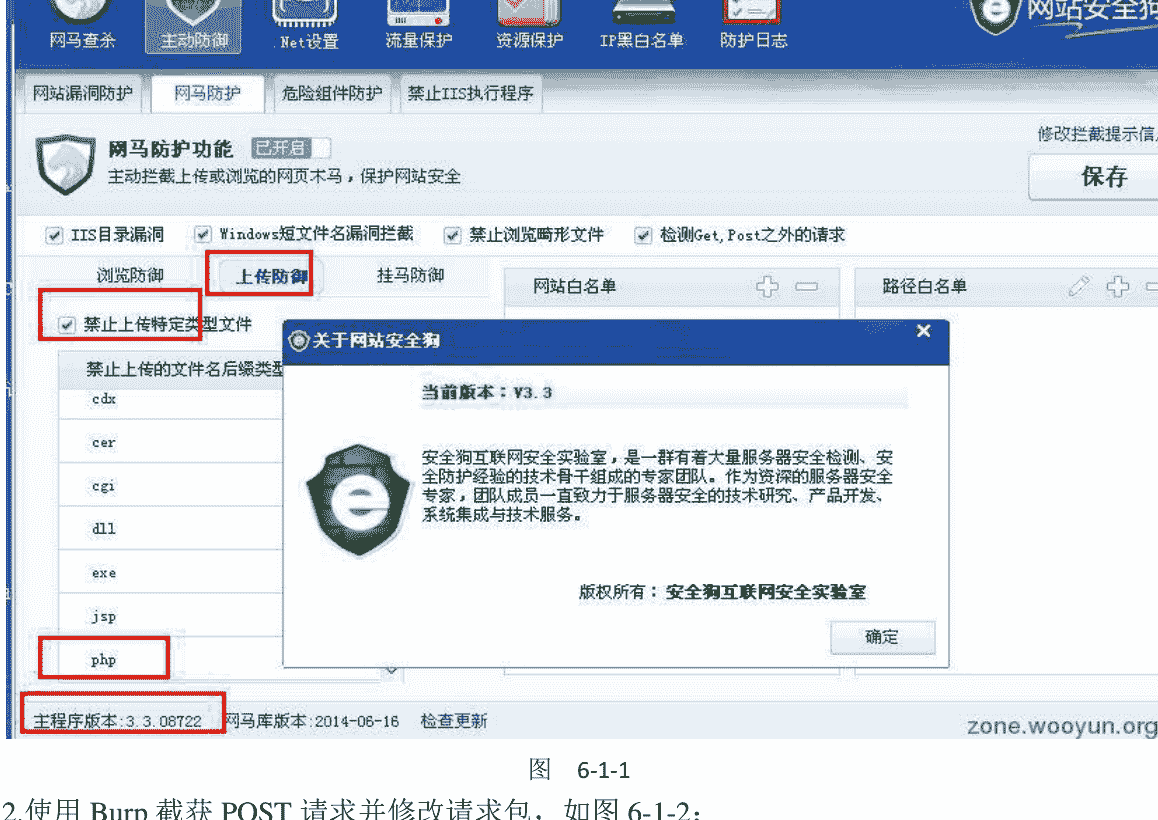 网站安全狗
网马查杀 主动防御 .Net设置 流量保护 资源保护 IP黑白名单 防护日志
网站漏洞防护 网马防护 危险组件防护 禁止IIS执行程序
网马防护功能 已开启
主动拦截上传或浏览的网页木马，保护网站安全
修改拦截提示信
保存
IIS目录漏洞 Windows短文件名漏洞拦截 禁止浏览畸形文件 检测Get,Post之外的请求
浏览防御 上传防御 挂马防御
网站白名单 路径白名单
禁止上传特定类型文件
禁止上传的文件名后缀类型
cdx
cer
cgi
dll
exe
jsp
php
关于网站安全狗
当前版本：V3.3
安全狗互联网安全实验室，是一群有着大量服务器安全检测、安
全防护经验的技术骨干组成的专家团队。作为资深的服务器安全
专家，团队成员一直致力于服务器安全的技术研究、产品开发、
系统集成与技术服务。
版权所有：安全狗互联网安全实验室
确定
主程序版本:3.3.08722 网马库版本:2014-06-16 检查更新
zone.wooyun.org
图 6-1-1
2.使用 Burp 截获 POST 请求并修改请求包，如图 6-1-2：